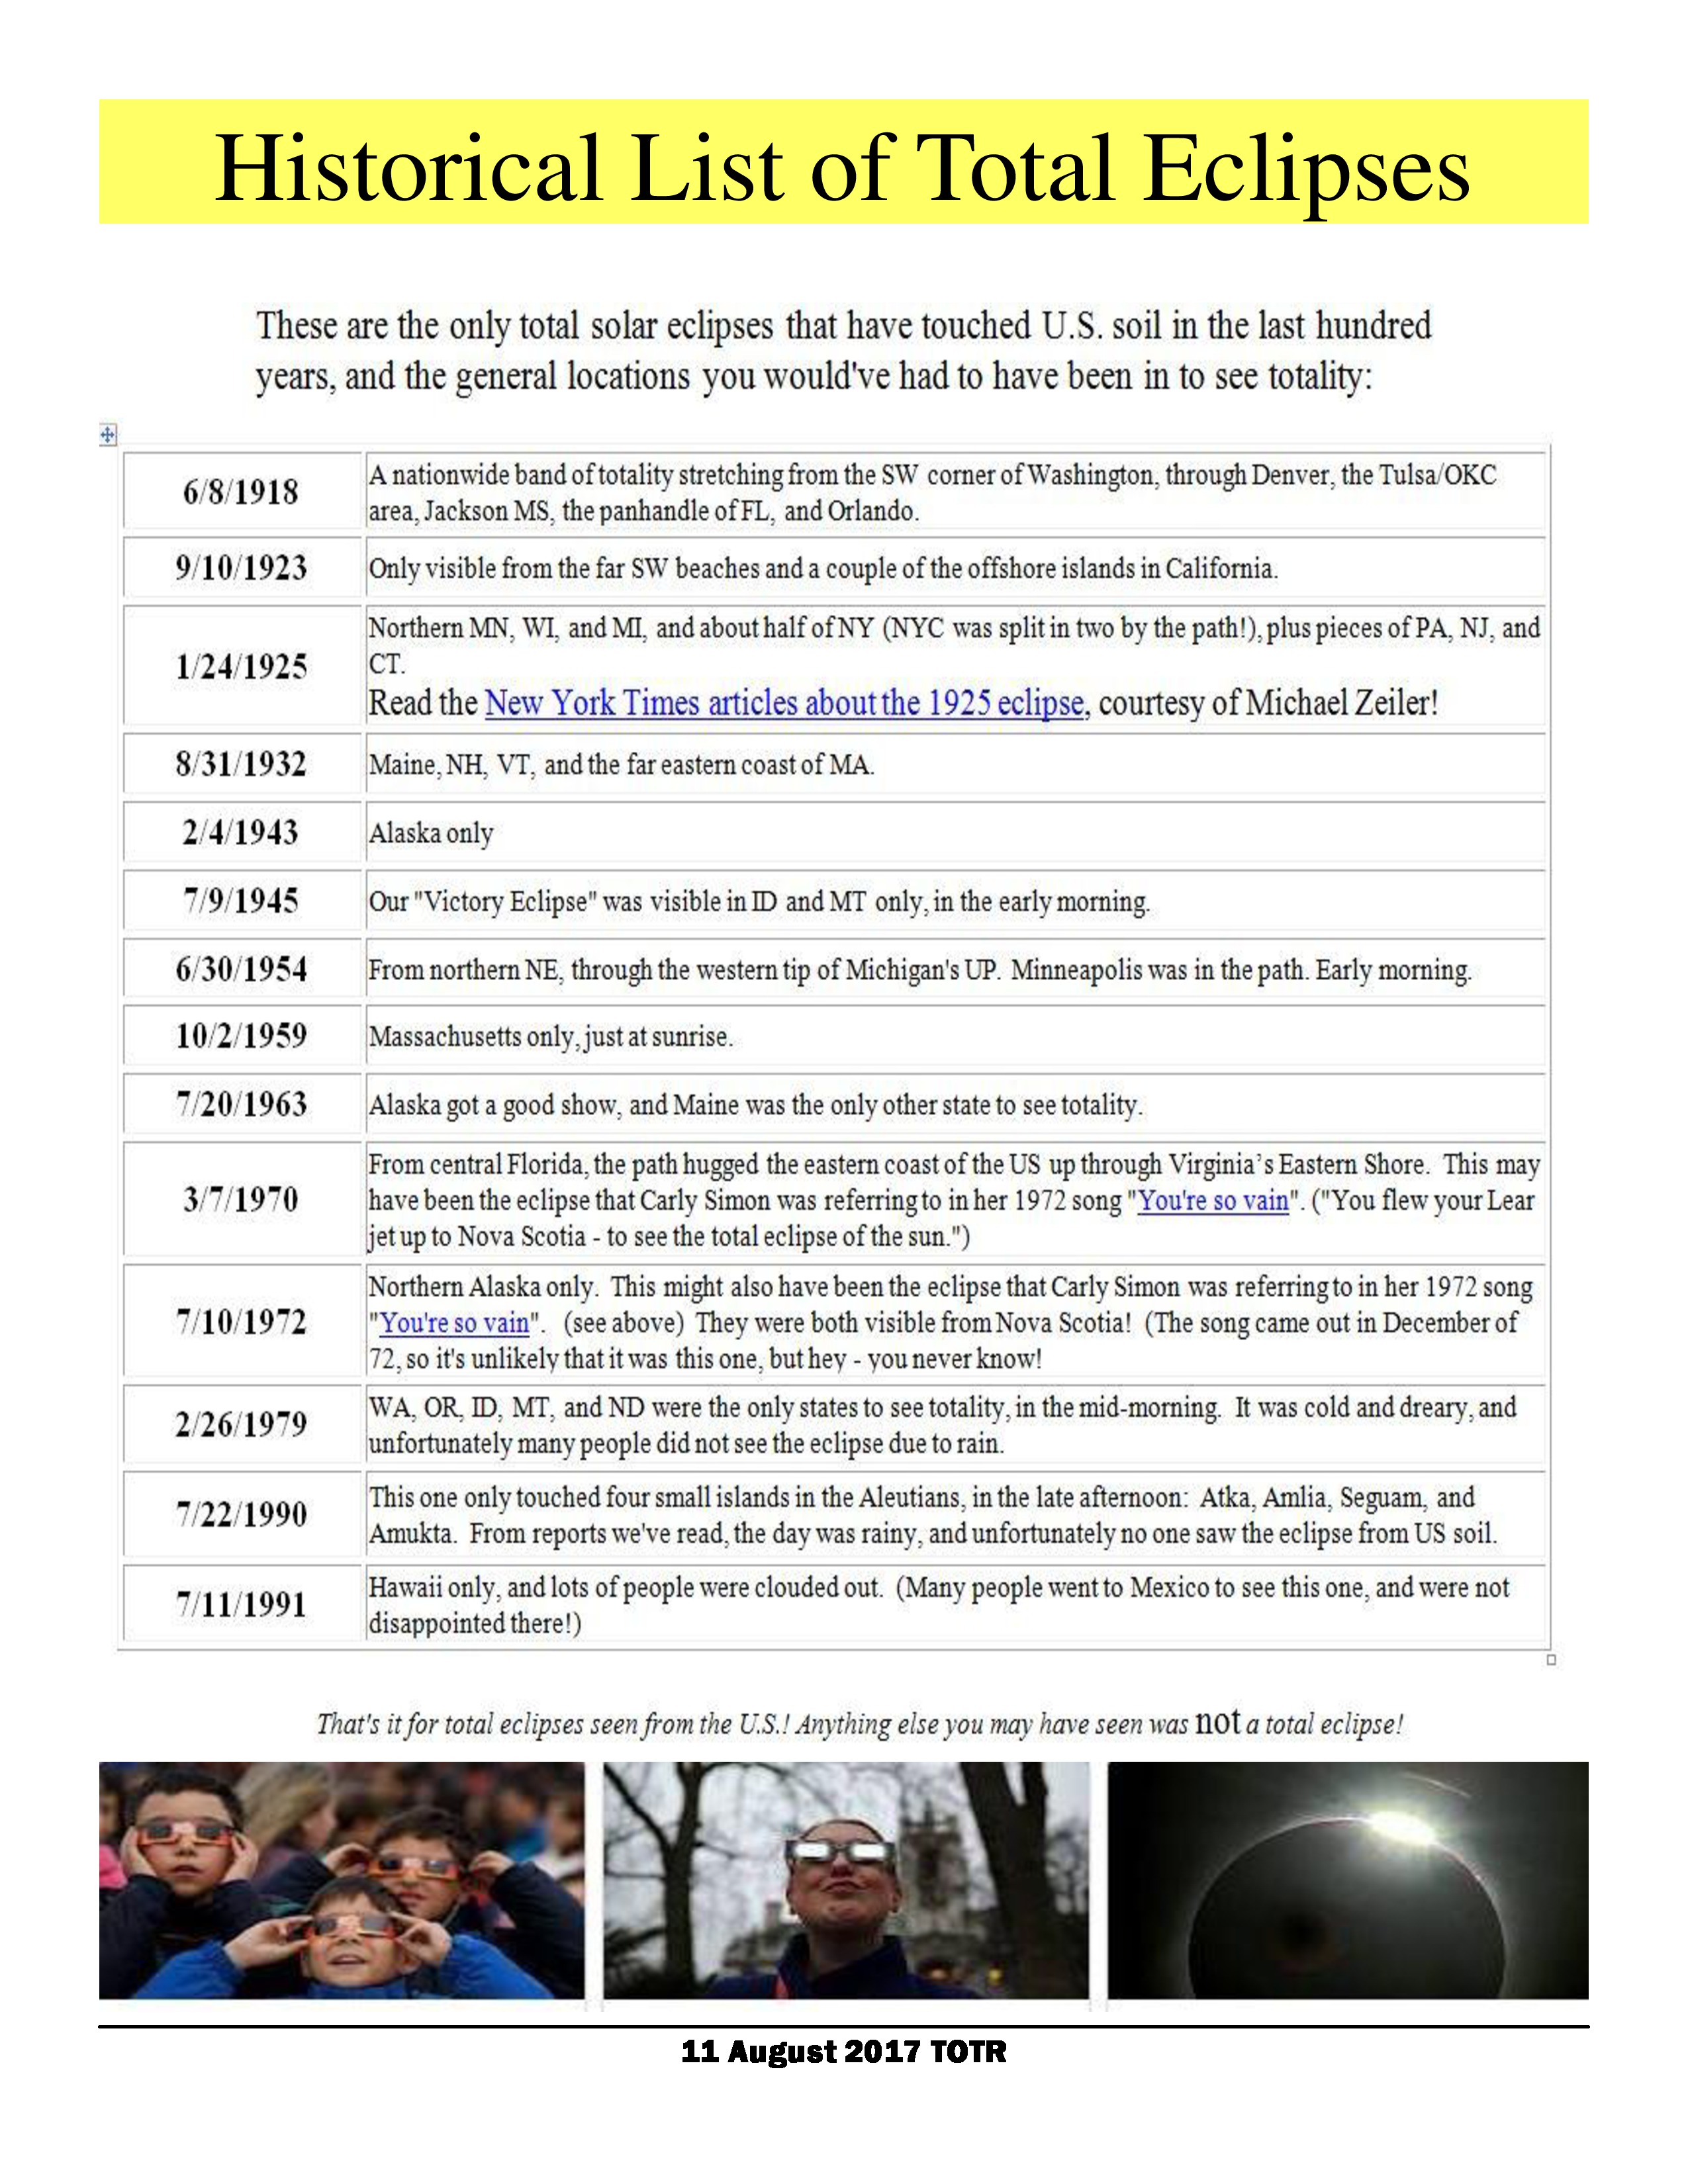 Historical List of Total Eclipses
These are the only total solar eclipses that have touched U.S. soil in the last hundred
years, and the general locations you would've had to have been in to see totality:
6/8/1918
A nationwide band of totality stretching from the SW corner of Washington, through Denver, the Tulsa/OKC
area, Jackson MS, the panhandle of FL, and Orlando.
9/10/1923
Only visible from the far SW beaches and a couple of the offshore islands in California.
1/24/1925
Northern MN, WI, and MI, and about half of NY (NYC was split in two by the path!), plus pieces of PA, NJ, and
CT.
Read the New York Times articles about the 1925 eclipse, courtesy of Michael Zeiler!
8/31/1932
Maine, NH, VT, and the far eastern coast of MA.
2/4/1943
Alaska only
7/9/1945
Our "Victory Eclipse" was visible in ID and MT only, in the early morning.
6/30/1954
From northern NE, through the western tip of Michigan's UP. Minneapolis was in the path. Early morning.
10/2/1959
Massachusetts only, just at sunrise.
7/20/1963
Alaska got a good show, and Maine was the only other state to see totality.
3/7/1970
From central Florida, the path hugged the eastern coast of the US up through Virginia's Eastern Shore. This may
have been the eclipse that Carly Simon was referring to in her 1972 song "You're so vain". ("You flew your Lear
jet up to Nova Scotia - to see the total eclipse of the sun.")
7/10/1972
Northern Alaska only. This might also have been the eclipse that Carly Simon was referring to in her 1972 song
"You're so vain". (see above) They were both visible from Nova Scotia! (The song came out in December of
72, so it's unlikely that it was this one, but hey - you never know!
2/26/1979
WA, OR, ID, MT, and ND were the only states to see totality, in the mid-morning. It was cold and dreary, and
unfortunately many people did not see the eclipse due to rain.
7/22/1990
This one only touched four small islands in the Aleutians, in the late afternoon: Atka, Amlia, Seguam, and
Amukta. From reports we've read, the day was rainy, and unfortunately no one saw the eclipse from US soil.
7/11/1991
Hawaii only, and lots of people were clouded out. (Many people went to Mexico to see this one, and were not
disappointed there!)
That's it for total eclipses seen from the U.S.! Anything else you may have seen was not a total eclipse!
11 August 2017 TOTR